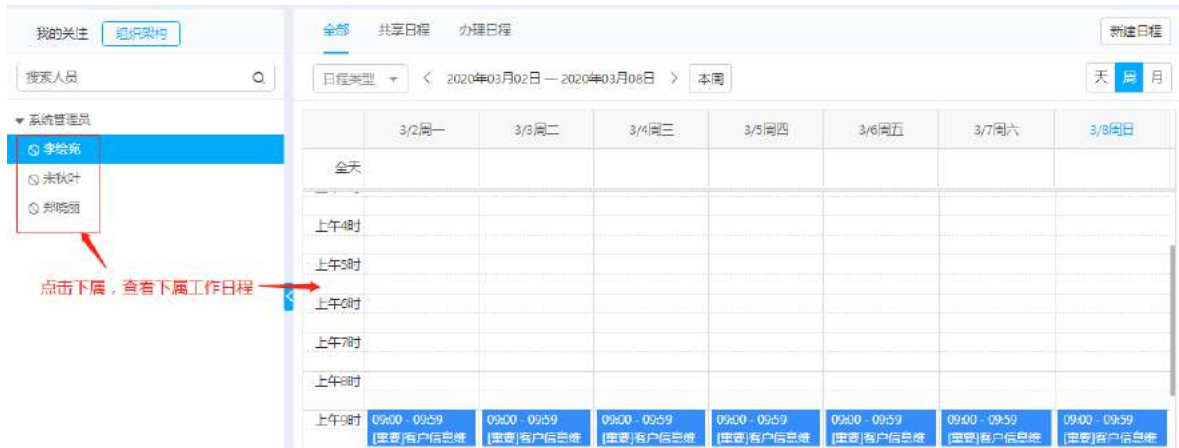 我的关注 组织架构
全部 共享日程 办理日程 新建日程
搜索人员
日程类型 2020年03月02日 — 2020年03月08日 本周 天 周 月
系统管理员
李绘宛
宋秋叶
郑晓丽
点击下属，查看下属工作日程
3/2周一 3/3周二 3/4周三 3/5周四 3/6周五 3/7周六 3/8周日
全天
上午4时
上午5时
上午6时
上午7时
上午8时
上午9时 09:00 - 09:59 09:00 - 09:59 09:00 - 09:59 09:00 - 09:59 09:00 - 09:59 09:00 - 09:59 09:00 - 09:59
[重要]客户信息维 [重要]客户信息维 [重要]客户信息维 [重要]客户信息维 [重要]客户信息维 [重要]客户信息维 [重要]客户信息维